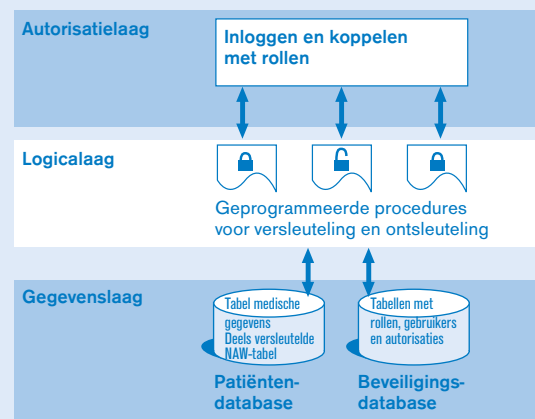 Autorisatielaag
Inloggen en koppelen
met rollen
Logicalaag
Geprogrammeerde procedures
voor versleuteling en ontsleuteling
Gegevenslaag
Tabel medische
gegevens
Deels versleutelde
NAW-tabel
Tabellen met
rollen, gebruikers
en autorisaties
Patiënten-
database
Beveiligings-
database